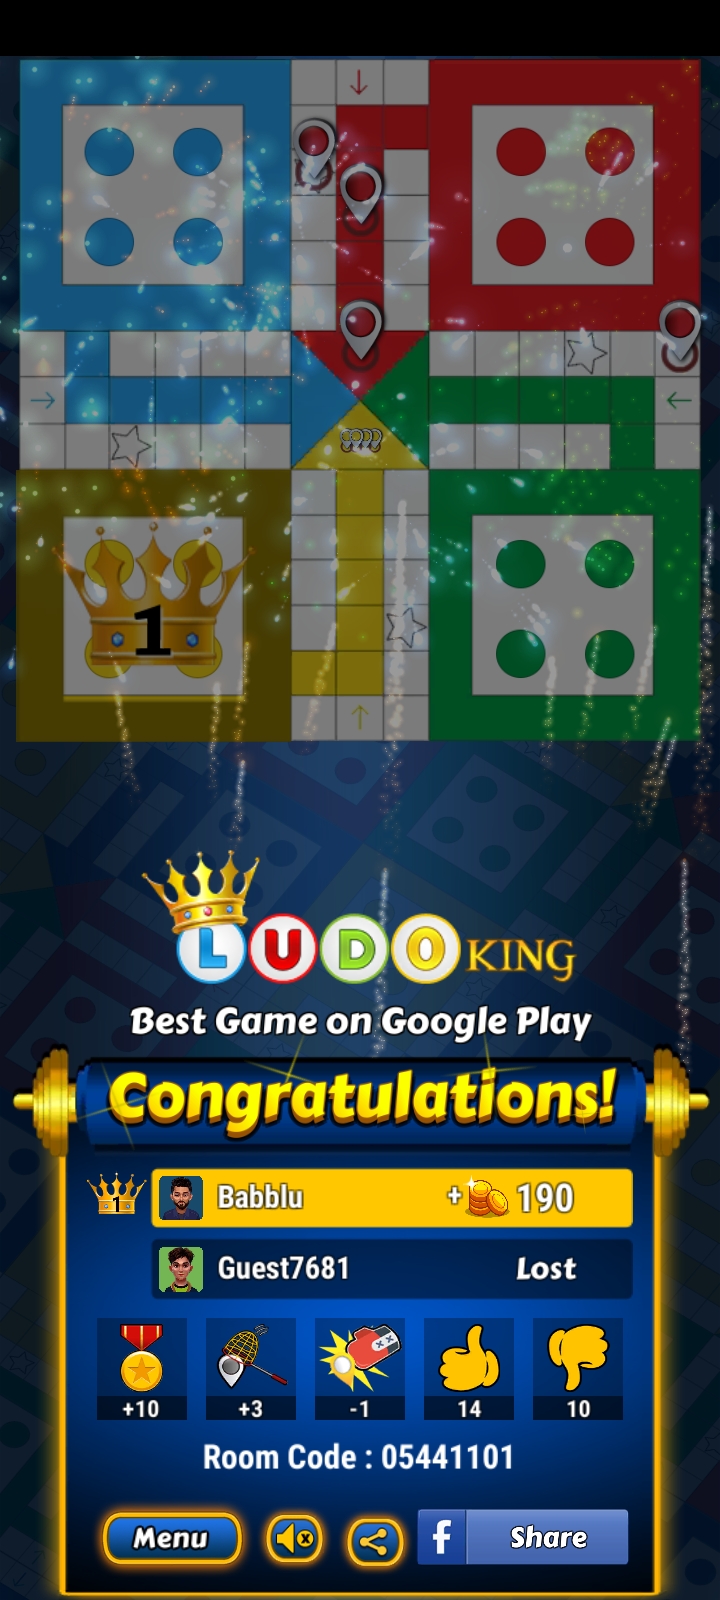 1
LUDO KING
Best Game on Google Play
Congratulations!
1 Babblu + 190
Guest7681 Lost
+10 +3 -1 14 10
Room Code : 05441101
Menu f Share